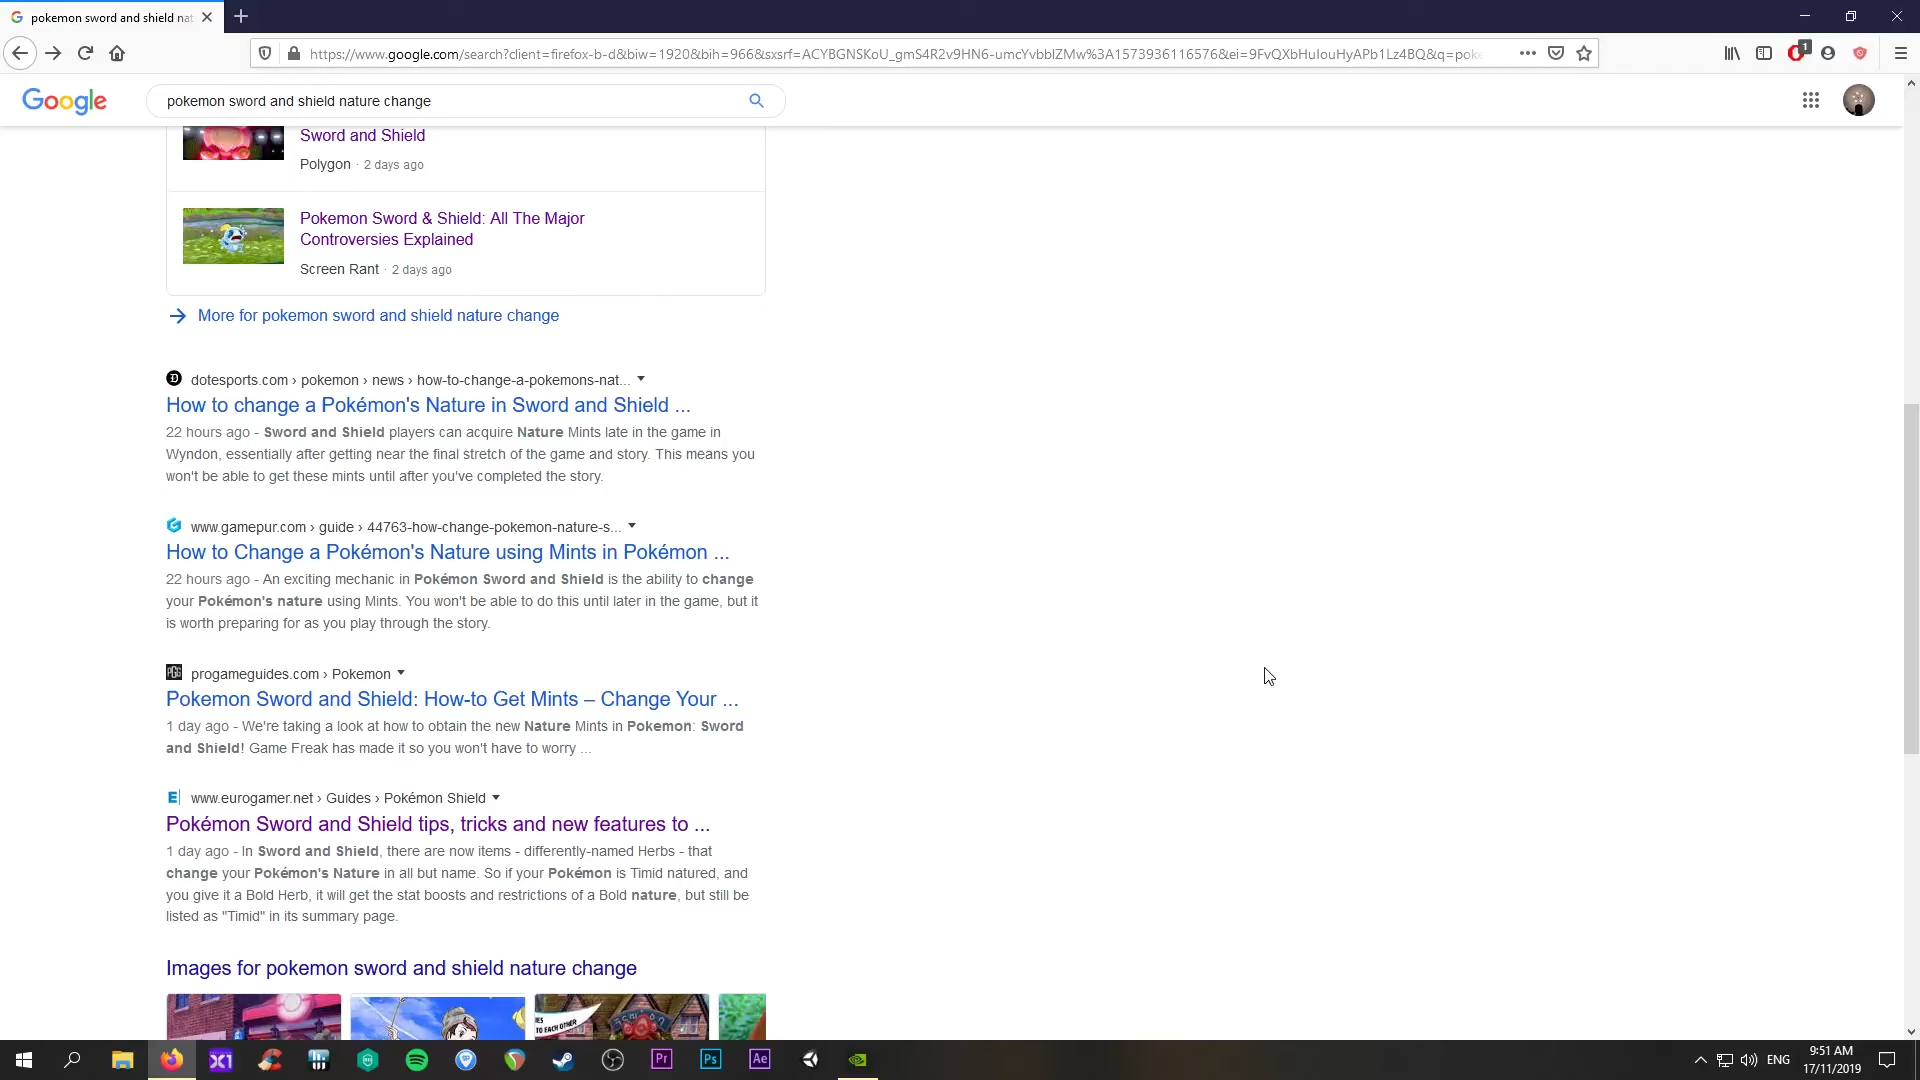 pokemon sword and shield nat
https://www.google.com/search?client=firefox-b-d&biw=1920&bih=966&sxsrf=ACYBGNSKoU_gmS4R2v9HN6-umcYvbblZMw%3A1573936116576&ei=9FvQXbHuIouHyAPb1Lz4BQ&q=poke
1
Google
pokemon sword and shield nature change
Sword and Shield
Polygon · 2 days ago
Pokemon Sword & Shield: All The Major
Controversies Explained
Screen Rant · 2 days ago
More for pokemon sword and shield nature change
dotesports.com › pokemon › news › how-to-change-a-pokemons-nat...
How to change a Pokémon's Nature in Sword and Shield ...
22 hours ago - Sword and Shield players can acquire Nature Mints late in the game in
Wyndon, essentially after getting near the final stretch of the game and story. This means you
won't be able to get these mints until after you've completed the story.
www.gamepur.com › guide › 44763-how-change-pokemon-nature-s...
How to Change a Pokémon's Nature using Mints in Pokémon ...
22 hours ago - An exciting mechanic in Pokémon Sword and Shield is the ability to change
your Pokémon's nature using Mints. You won't be able to do this until later in the game, but it
is worth preparing for as you play through the story.
PGG
progameguides.com › Pokemon
Pokemon Sword and Shield: How-to Get Mints – Change Your ...
1 day ago - We're taking a look at how to obtain the new Nature Mints in Pokemon: Sword
and Shield! Game Freak has made it so you won't have to worry ...
E
www.eurogamer.net › Guides › Pokémon Shield
Pokémon Sword and Shield tips, tricks and new features to ...
1 day ago - In Sword and Shield, there are now items - differently-named Herbs - that
change your Pokémon's Nature in all but name. So if your Pokémon is Timid natured, and
you give it a Bold Herb, it will get the stat boosts and restrictions of a Bold nature, but still be
listed as "Timid" in its summary page.
Images for pokemon sword and shield nature change
TO EACH OTHER
X1
Pr
Ps
Ae
ENG
9:51 AM
17/11/2019